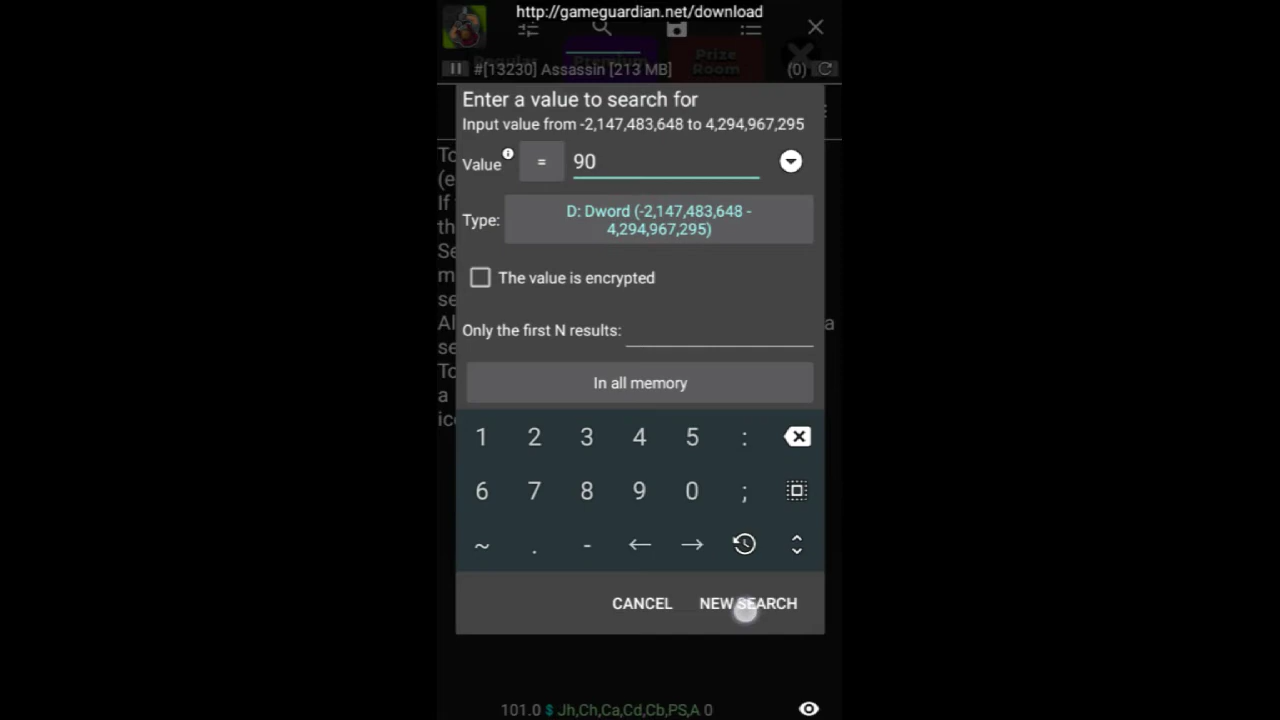 http://gameguardian.net/download
Premium
Prize
Room
#[13230] Assassin [213 MB]
(0)
Enter a value to search for
Input value from -2,147,483,648 to 4,294,967,295
Value
=
90
Type:
D: Dword (-2,147,483,648 -
4,294,967,295)
The value is encrypted
Only the first N results:
In all memory
1 2 3 4 5 :
6 7 8 9 0 ;
~ . - ← →
CANCEL
NEW SEARCH
101.0 $ Jh,Ch,Ca,Cd,Cb,PS,A 0